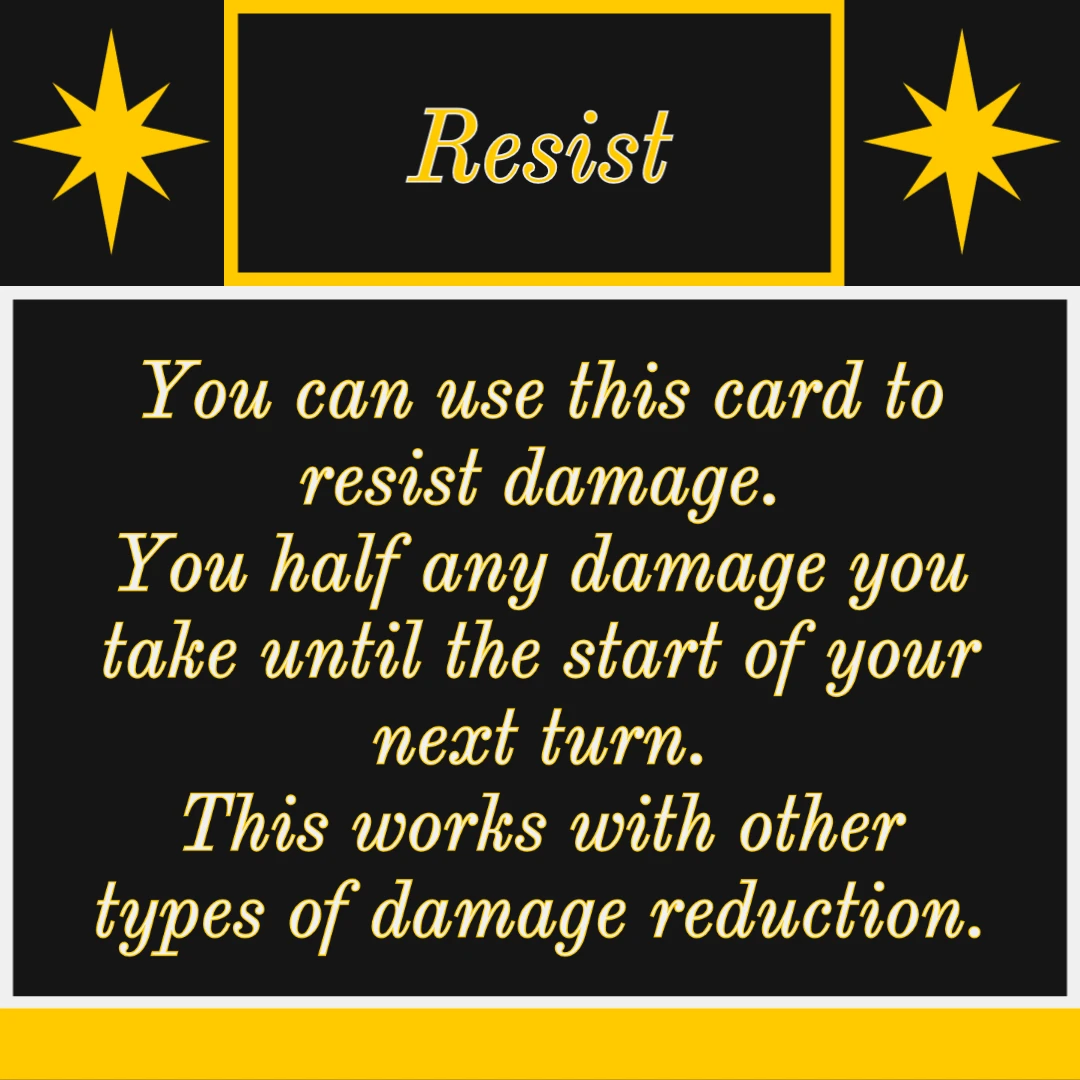 Resist
You can use this card to
resist damage.
You half any damage you
take until the start of your
next turn.
This works with other
types of damage reduction.